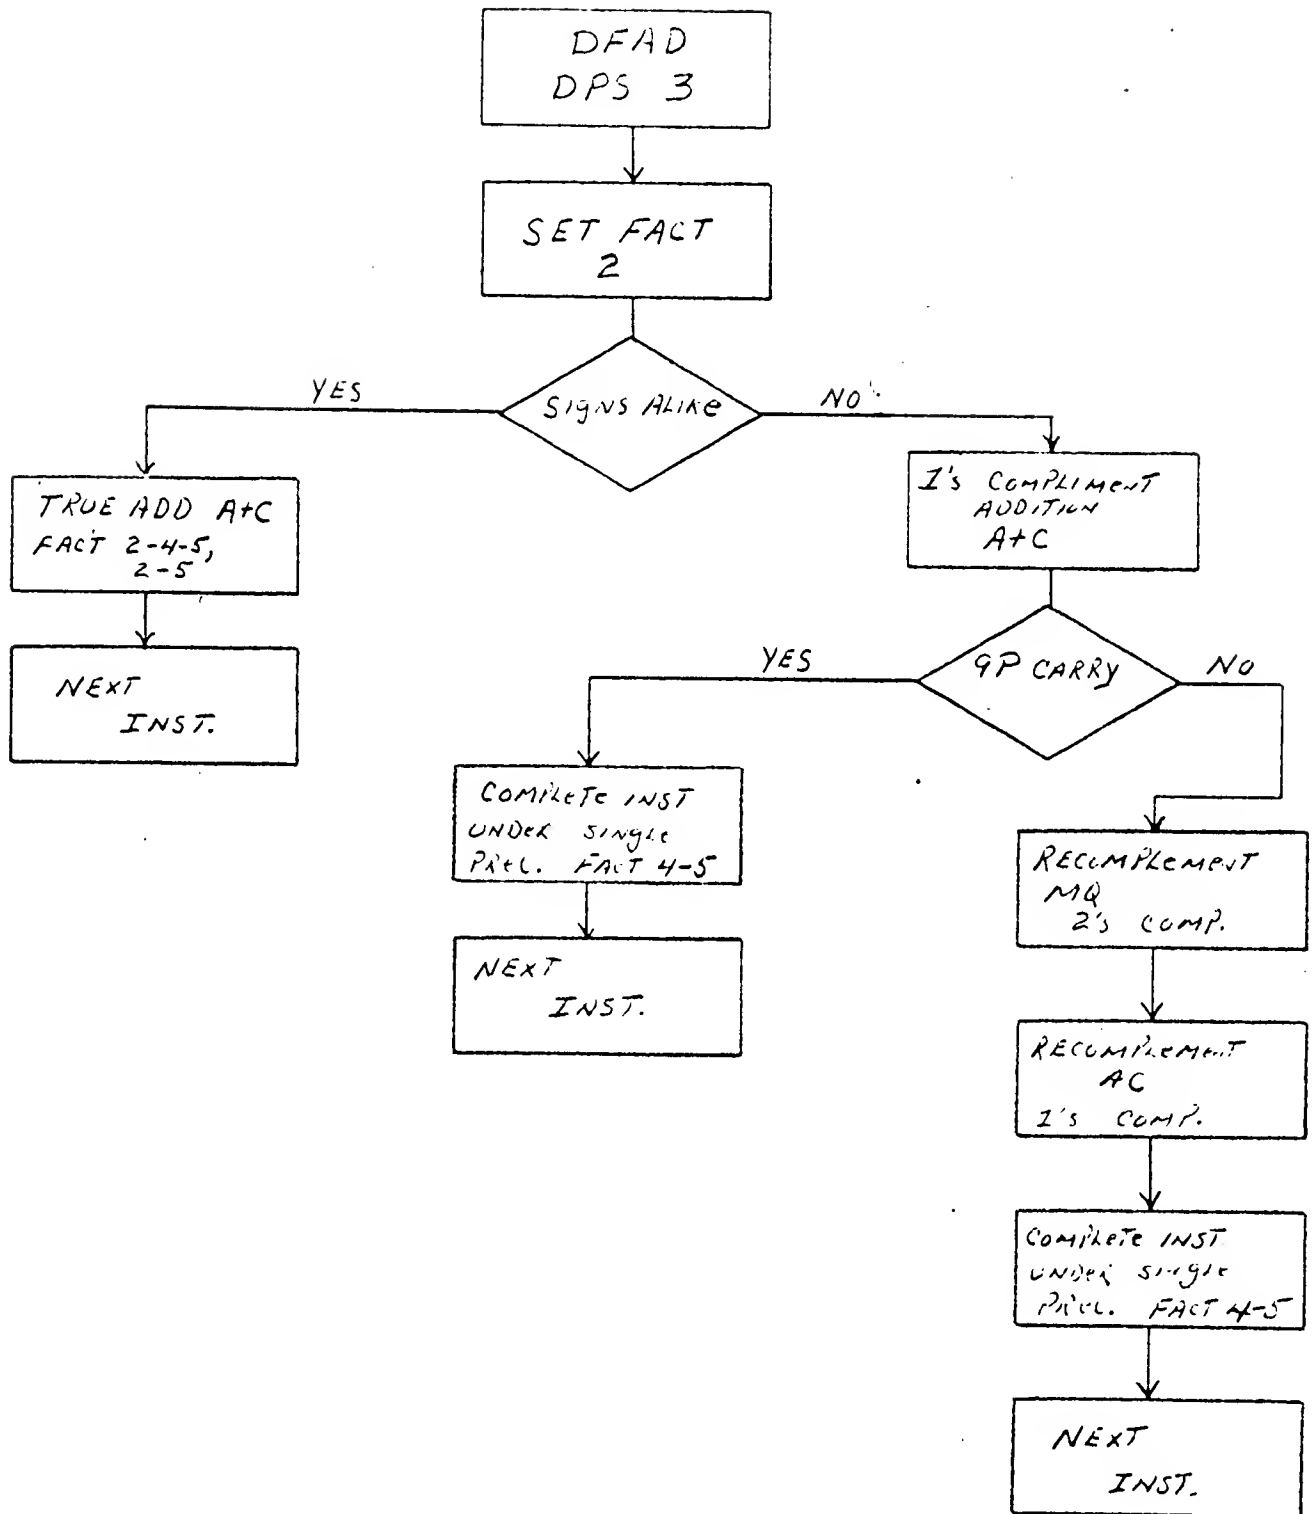 DFAD
DPS 3
SET FACT
2
SIGNS ALIKE
YES
NO
TRUE ADD A+C
FACT 2-4-5,
2-5
NEXT
INST.
1's COMPLIMENT
ADDITION
A+C
9P CARRY
YES
NO
COMPLETE INST
UNDER SINGLE
PREC. FACT 4-5
NEXT
INST.
RECOMPLEMENT
MQ
2's COMP.
RECOMPLEMENT
AC
1's COMP.
COMPLETE INST
UNDER SINGLE
PREC. FACT 4-5
NEXT
INST.